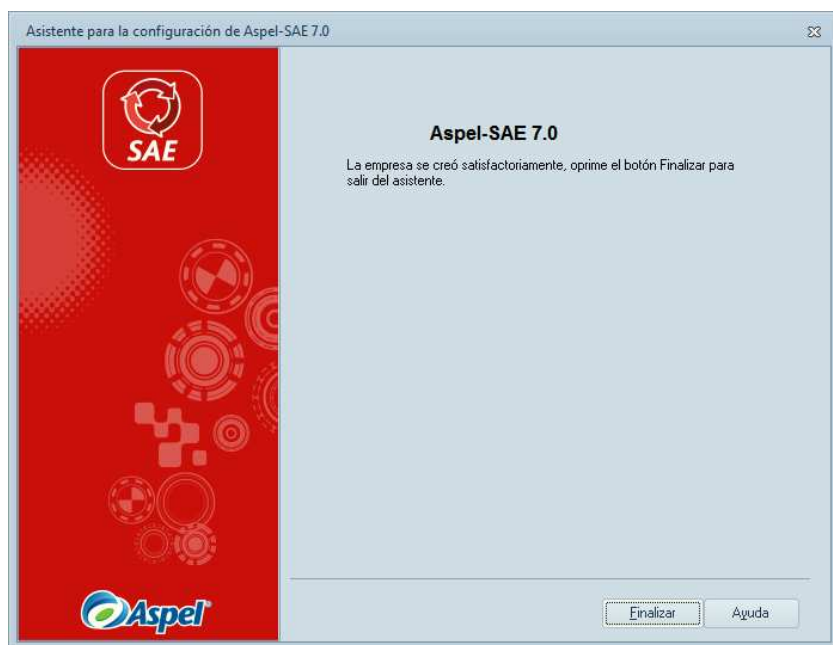 Asistente para la configuración de Aspel-SAE 7.0
SAE
Aspel-SAE 7.0
La empresa se creó satisfactoriamente, oprime el botón Finalizar para
salir del asistente.
Aspel
Finalizar
Ayuda